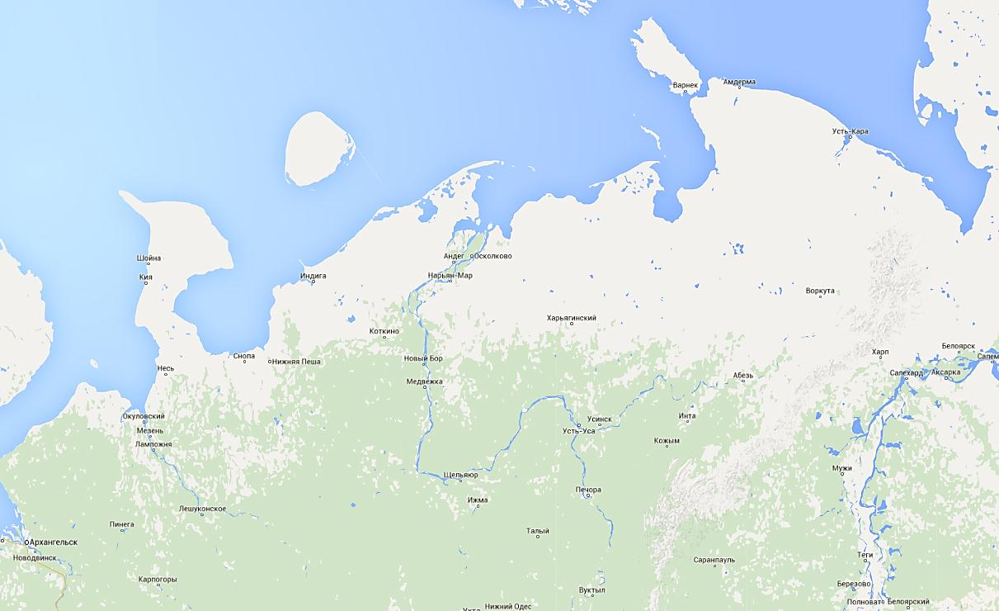 Варнек
Амдерма
Усть-Кара
Шойна
Андег
Осколково
Кия
Индига
Нарьян-Мар
Воркута
Харьягинский
Коткино
Белоярск
Харп
Снопа
Нижняя Пеша
Новый Бор
Салем
Несь
Салехард
Аксарка
Абезь
Медвежка
Окуловский
Инта
Усинск
Мезень
Усть-Уса
Лампожня
Кожым
Мужи
Щельяюр
Печора
Ижма
Лешуконское
Пинега
Талый
Архангельск
Теги
Новодвинск
Саранпауль
Карпогоры
Березово
Вуктыл
Полноват
Белоярский
Нижний Одес
Ухта